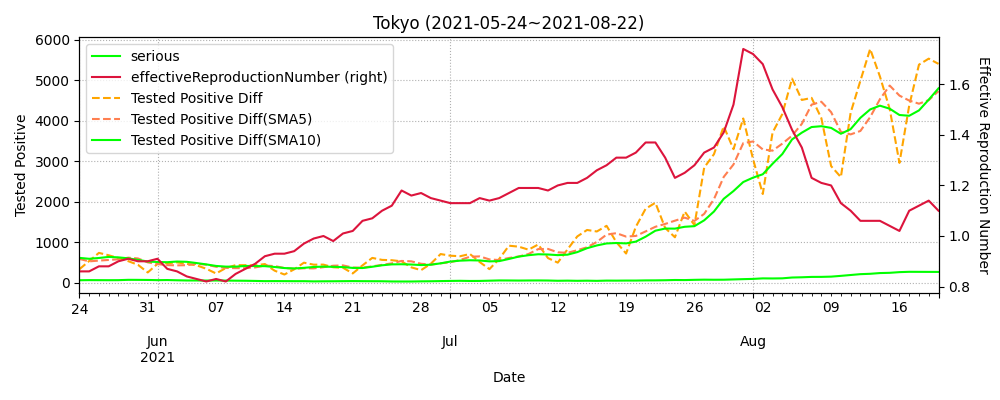 Tokyo (2021-05-24~2021-08-22)
serious
effectiveReproductionNumber (right)
Tested Positive Diff
Tested Positive Diff(SMA5)
Tested Positive Diff(SMA10)
Tested Positive
6000
5000
4000
3000
2000
1000
0
1.6
1.4
1.2
1.0
0.8
Effective Reproduction Number
24 31 07 14 21 28 05 12 19 26 02 09 16
Jun Jul Aug
2021
Date